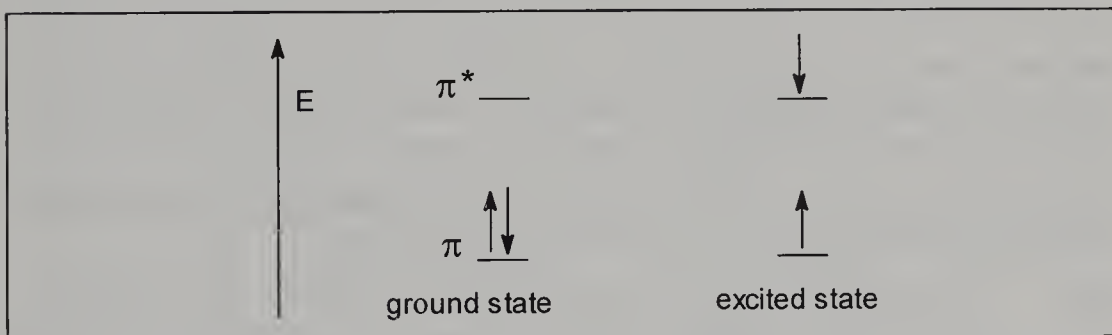 E
π*
π
ground state
excited state